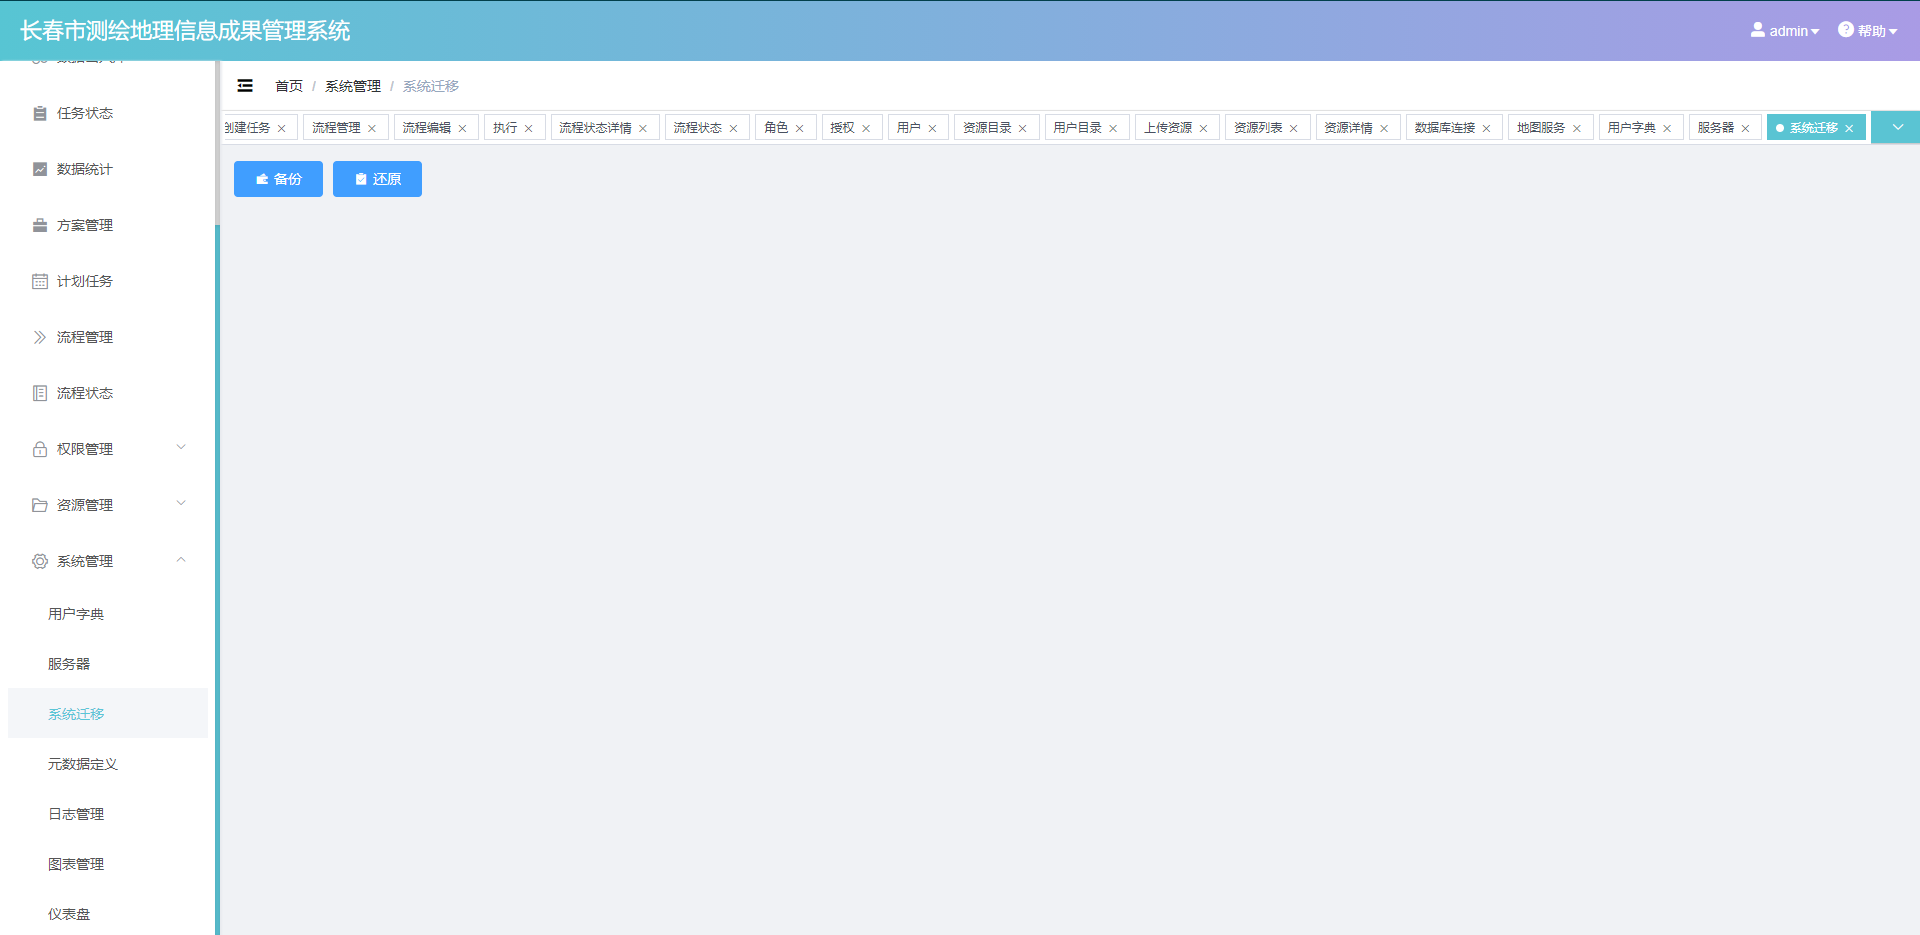 长春市测绘地理信息成果管理系统
admin
帮助
首页 / 系统管理 / 系统迁移
创建任务 流程管理 流程编辑 执行 流程状态详情 流程状态 角色 授权 用户 资源目录 用户目录 上传资源 资源列表 资源详情 数据库连接 地图服务 用户字典 服务器 系统迁移
备份 还原
任务状态
数据统计
方案管理
计划任务
流程管理
流程状态
权限管理
资源管理
系统管理
用户字典
服务器
系统迁移
元数据定义
日志管理
图表管理
仪表盘